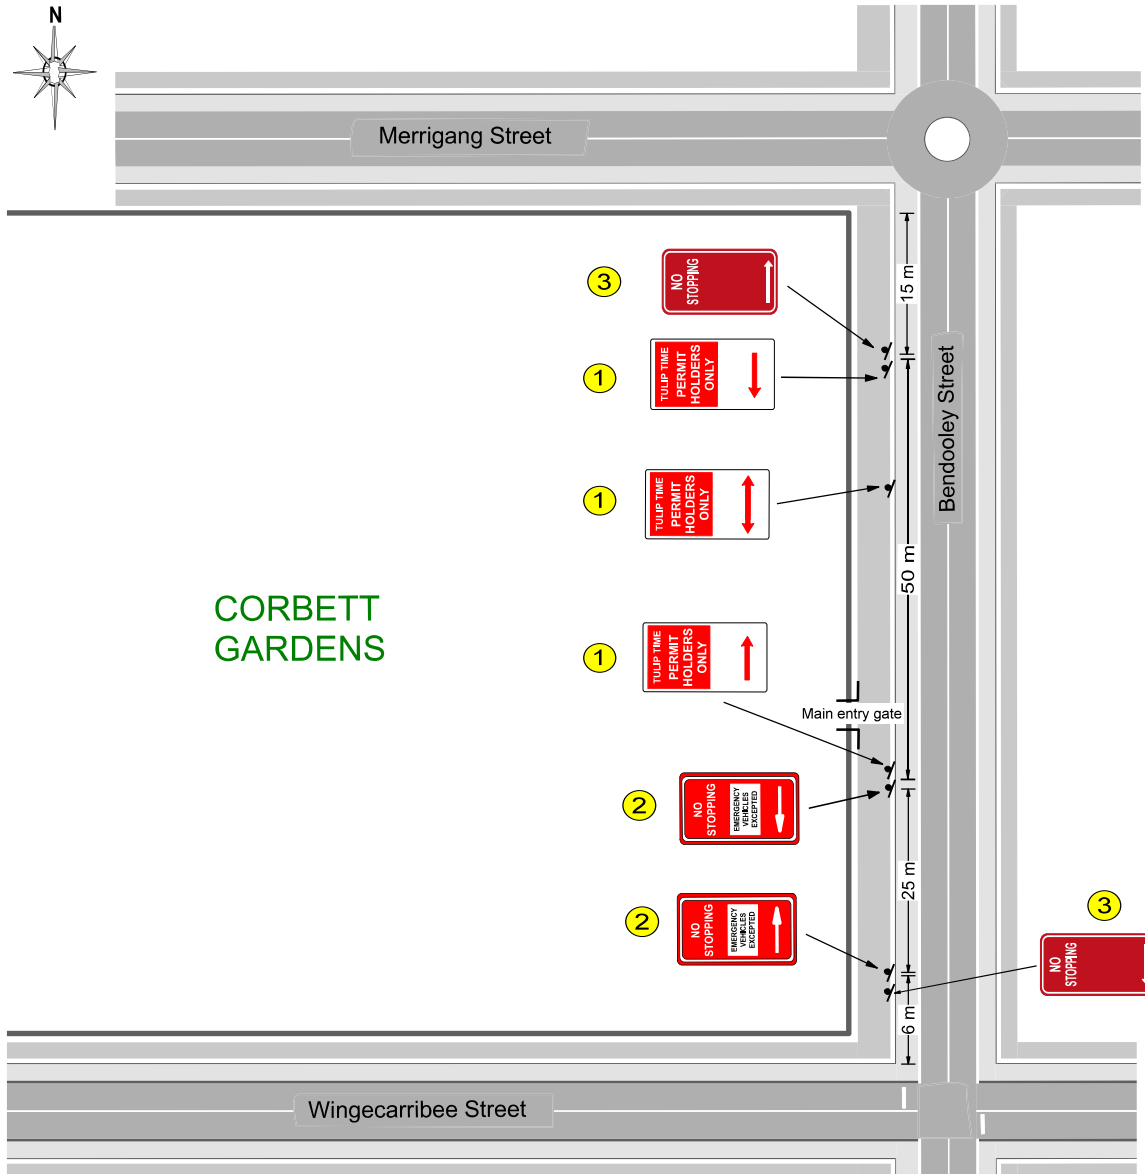 N
Merrigang Street
3
NO
STOPPING
15 m
1
TULIP TIME
PERMIT
HOLDERS
ONLY
Bendooley Street
1
TULIP TIME
PERMIT
HOLDERS
ONLY
50 m
CORBETT
GARDENS
1
TULIP TIME
PERMIT
HOLDERS
ONLY
Main entry gate
2
NO
STOPPING
EMERGENCY
VEHICLES
EXCEPTED
25 m
2
NO
STOPPING
EMERGENCY
VEHICLES
EXCEPTED
3
NO
STOPPING
6 m
Wingecarribee Street